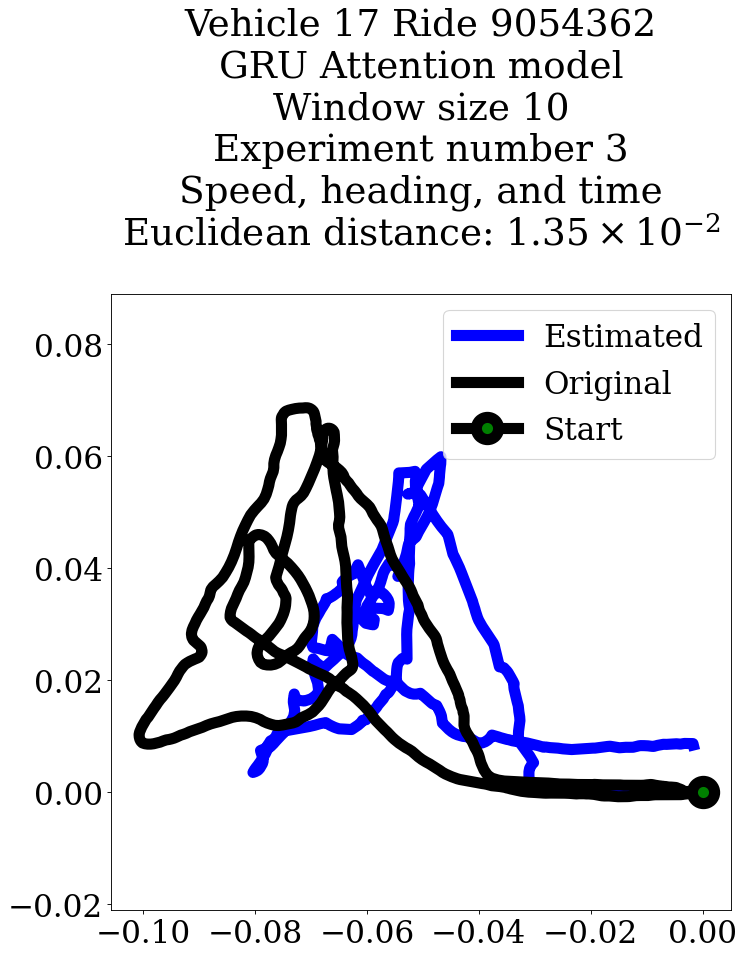 Vehicle 17 Ride 9054362
GRU Attention model
Window size 10
Experiment number 3
Speed, heading, and time
Euclidean distance: 1.35 × 10⁻²
Estimated
Original
Start
0.08
0.06
0.04
0.02
0.00
−0.02
−0.10 −0.08 −0.06 −0.04 −0.02 0.00